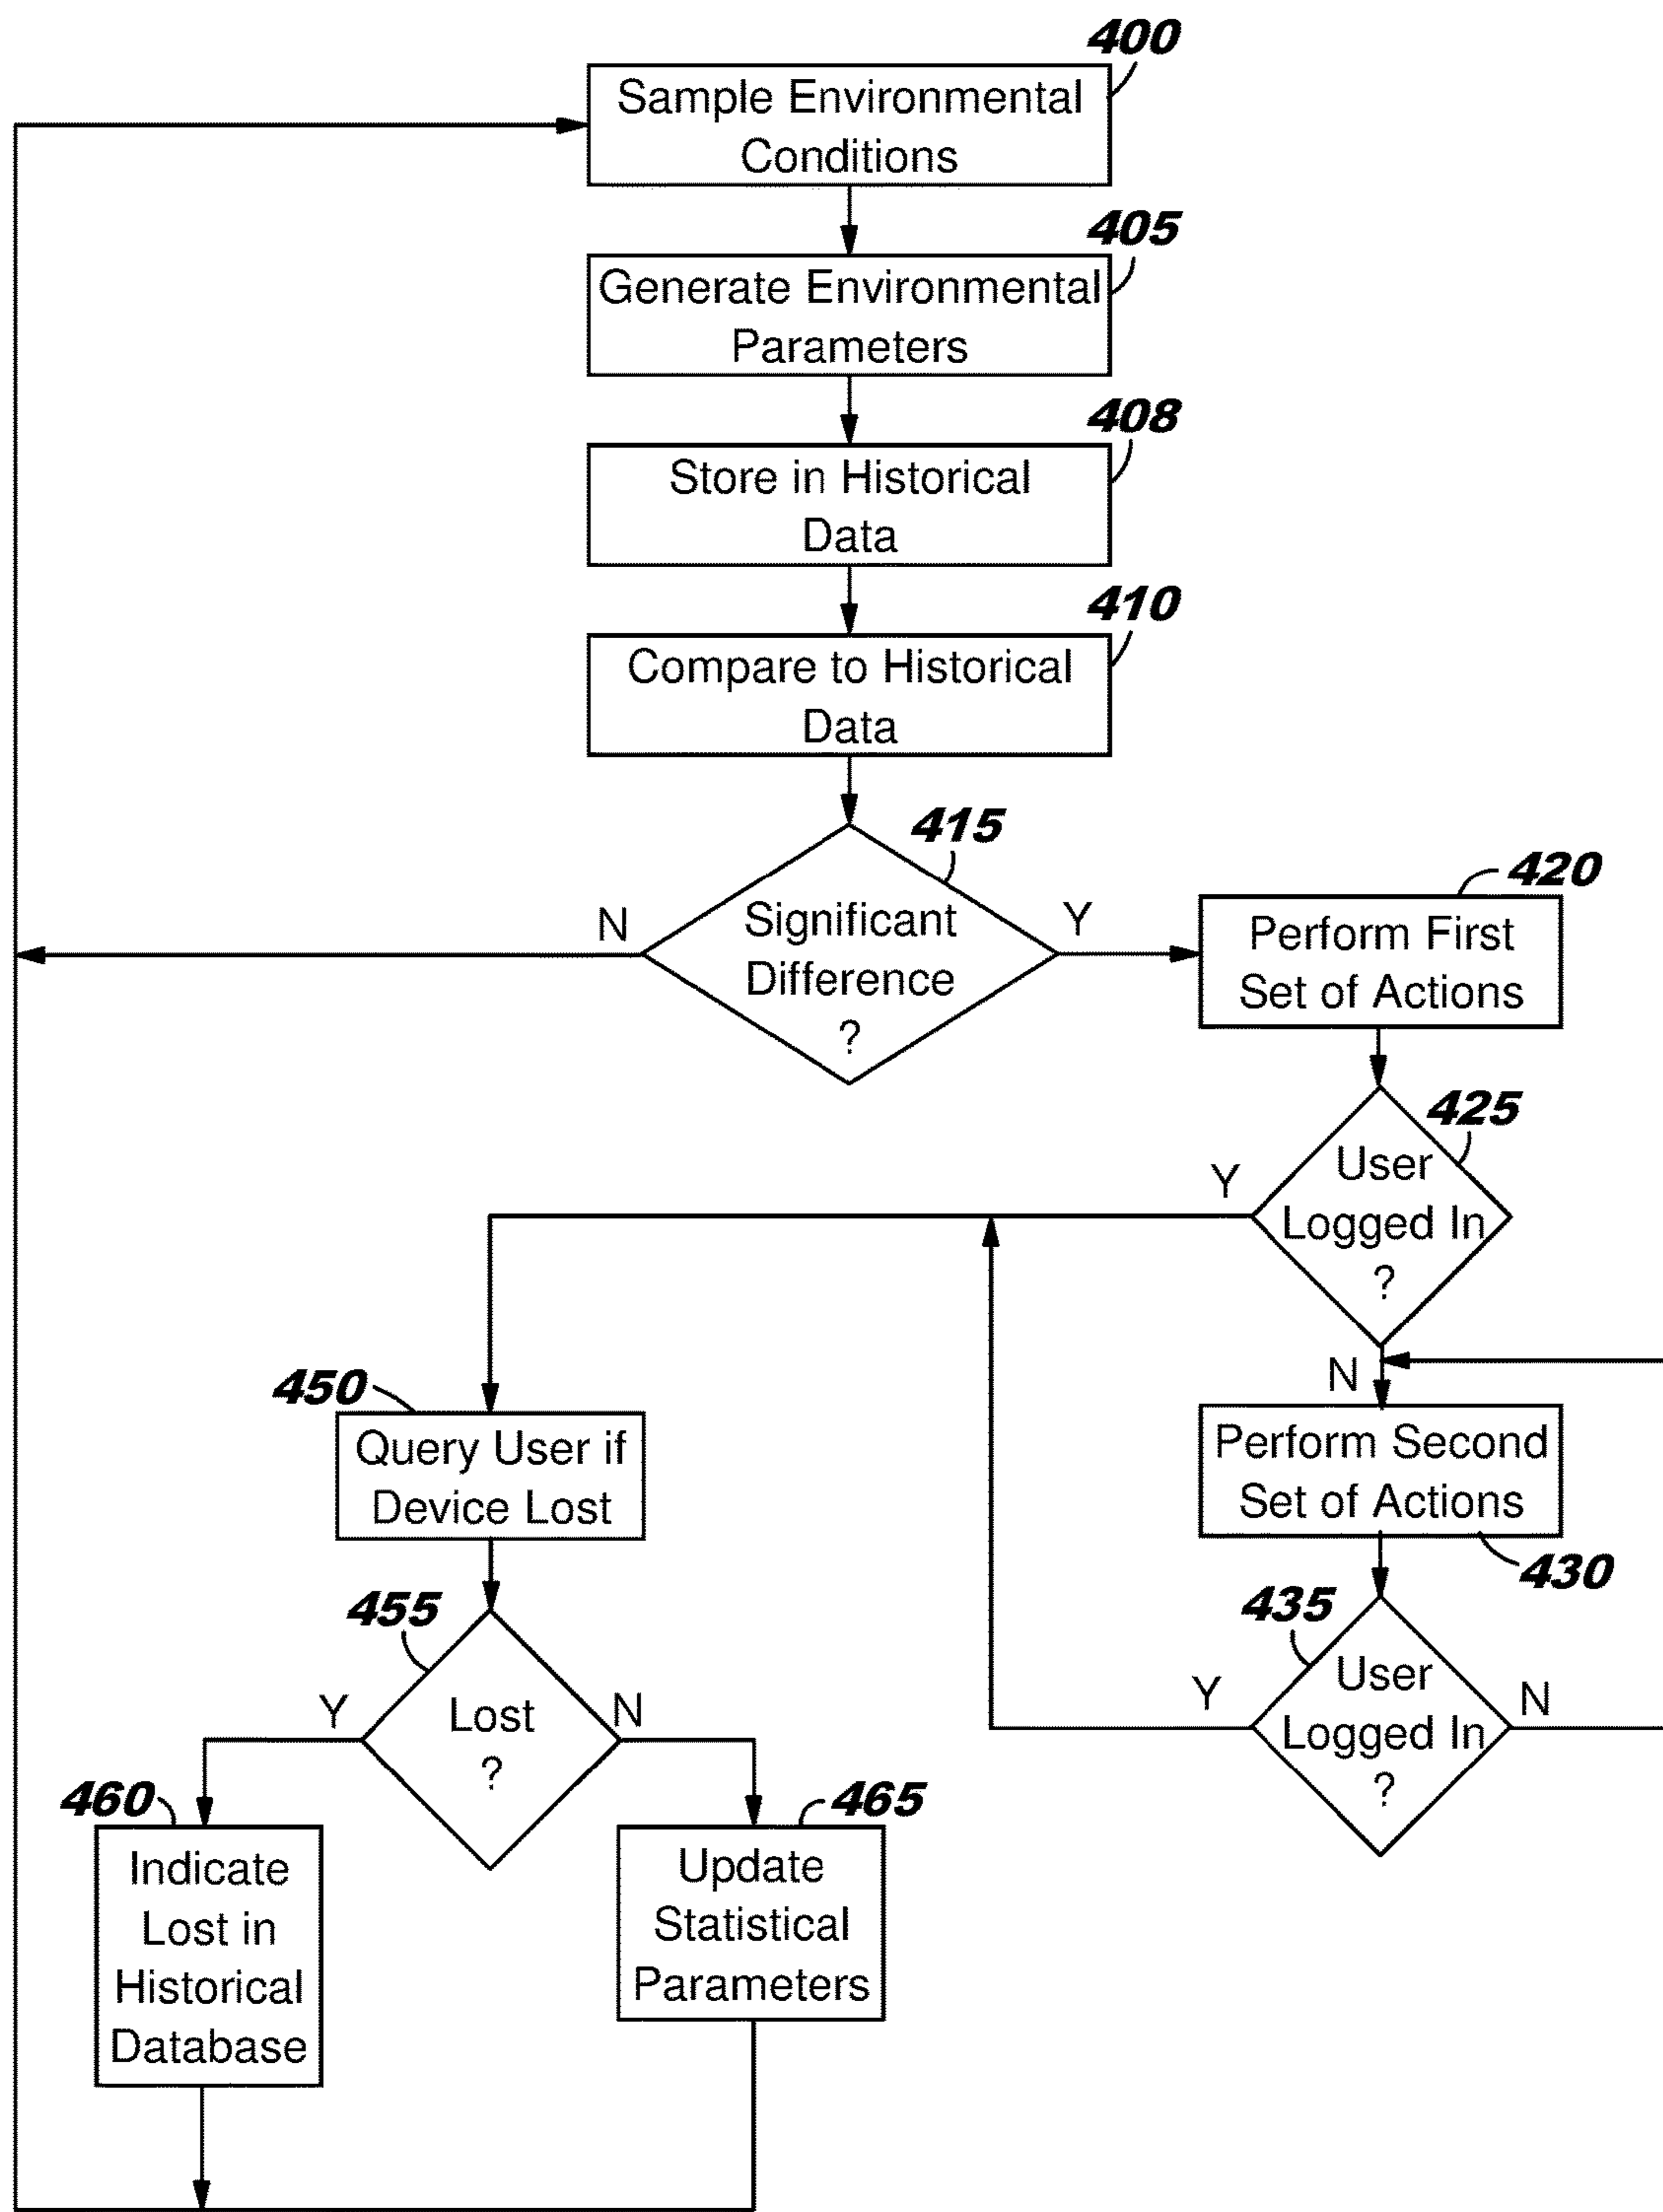 400
Sample Environmental
Conditions
405
Generate Environmental
Parameters
408
Store in Historical
Data
410
Compare to Historical
Data
415
Significant
Difference
?
N
Y
420
Perform First
Set of Actions
425
User
Logged In
?
Y
N
450
Query User if
Device Lost
Perform Second
Set of Actions
430
455
Lost
?
Y
N
435
User
Logged In
?
Y
N
460
Indicate
Lost in
Historical
Database
465
Update
Statistical
Parameters